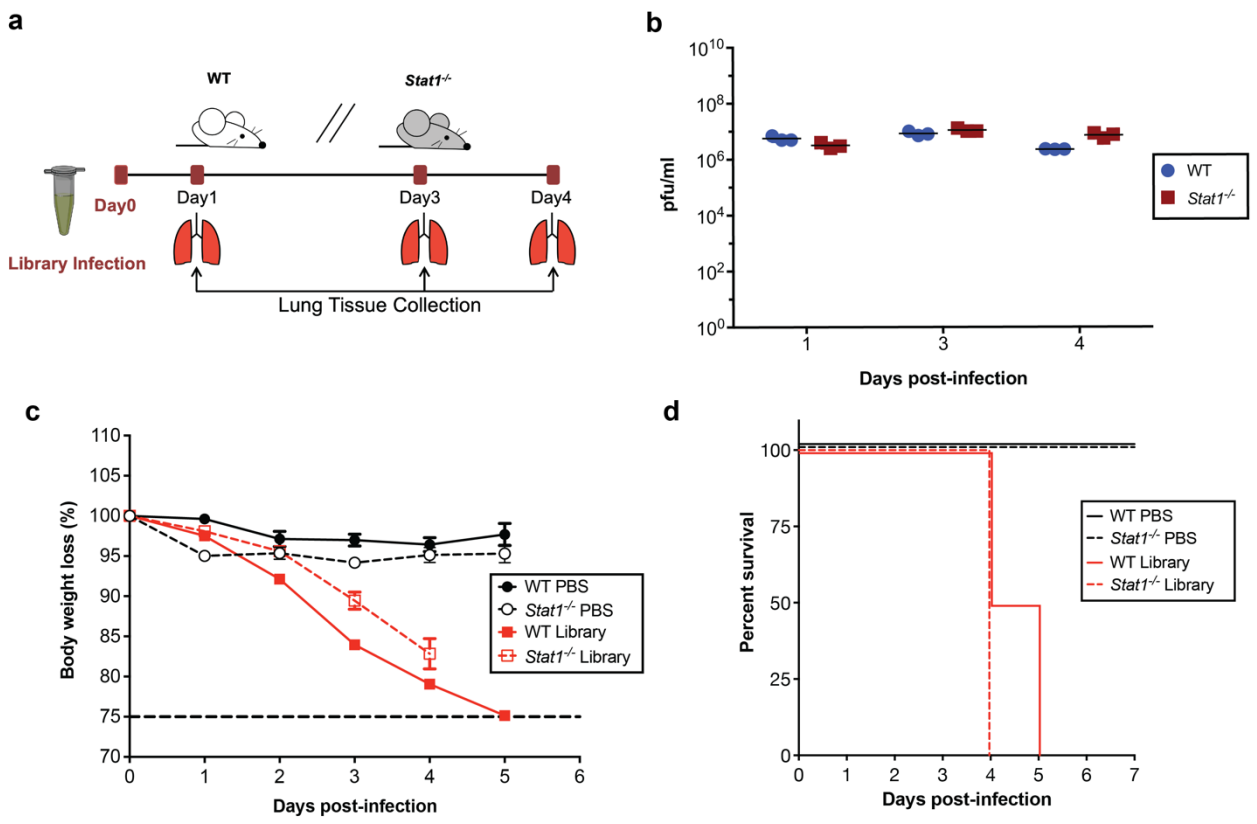 a
WT
Stat1-/-
Day0
Day1
Day3
Day4
Library Infection
Lung Tissue Collection
b
10^10
10^8
10^6
10^4
10^2
10^0
pfu/ml
1
3
4
Days post-infection
WT
Stat1-/-
c
110
105
100
95
90
85
80
75
70
Body weight loss (%)
0
1
2
3
4
5
6
Days post-infection
WT PBS
Stat1-/- PBS
WT Library
Stat1-/- Library
d
100
75
50
25
0
Percent survival
0
1
2
3
4
5
6
7
Days post-infection
WT PBS
Stat1-/- PBS
WT Library
Stat1-/- Library